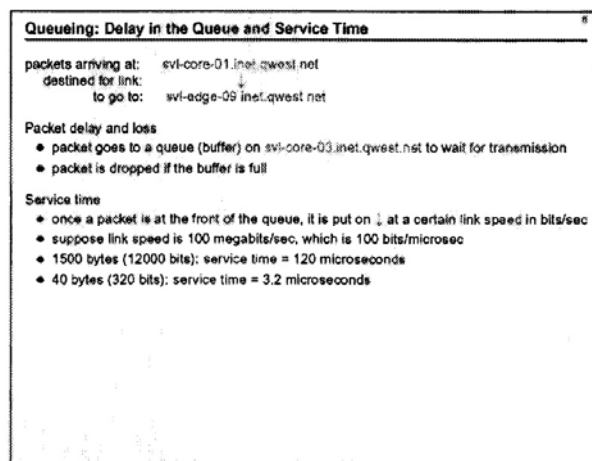 6
Queueing: Delay in the Queue and Service Time
packets arriving at: svl-core-01.inet.qwest.net
destined for link: ↓
to go to: svl-edge-09.inet.qwest.net
Packet delay and loss
• packet goes to a queue (buffer) on svl-core-03.inet.qwest.net to wait for transmission
• packet is dropped if the buffer is full
Service time
• once a packet is at the front of the queue, it is put on ↓ at a certain link speed in bits/sec
• suppose link speed is 100 megabits/sec, which is 100 bits/microsec
• 1500 bytes (12000 bits): service time = 120 microseconds
• 40 bytes (320 bits): service time = 3.2 microseconds